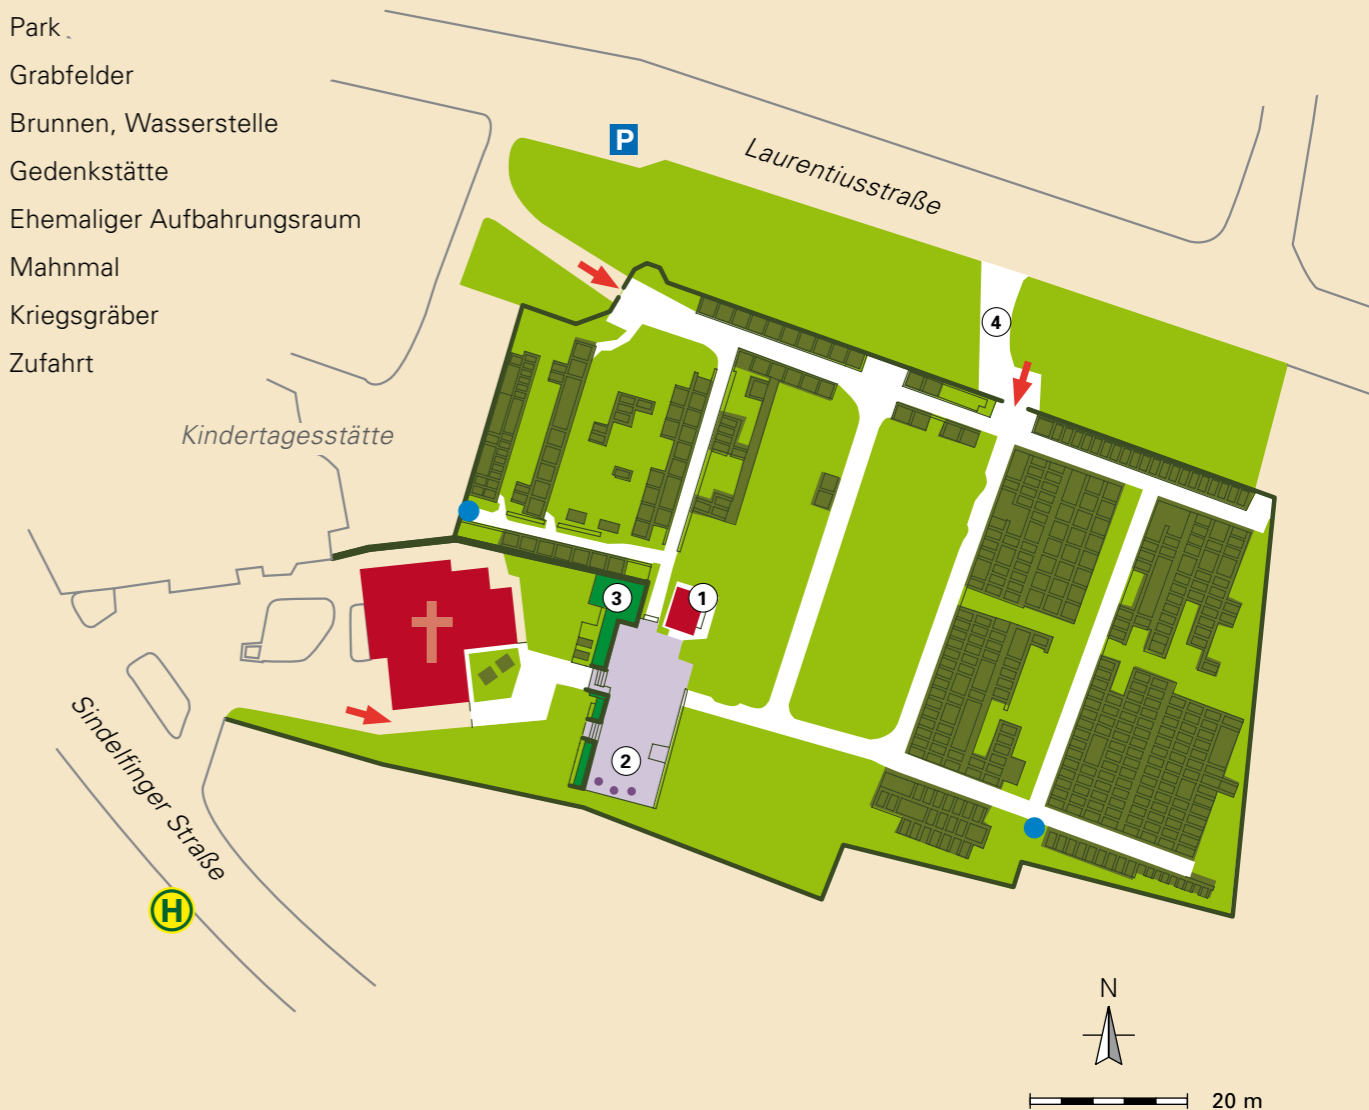 Park
Grabfelder
Brunnen, Wasserstelle
Gedenkstätte
Ehemaliger Aufbahrungsraum
Mahnmal
Kriegsgräber
Zufahrt
P
Laurentiusstraße
4
Kindertagesstätte
3
1
2
Sindelfinger Straße
H
N
20 m